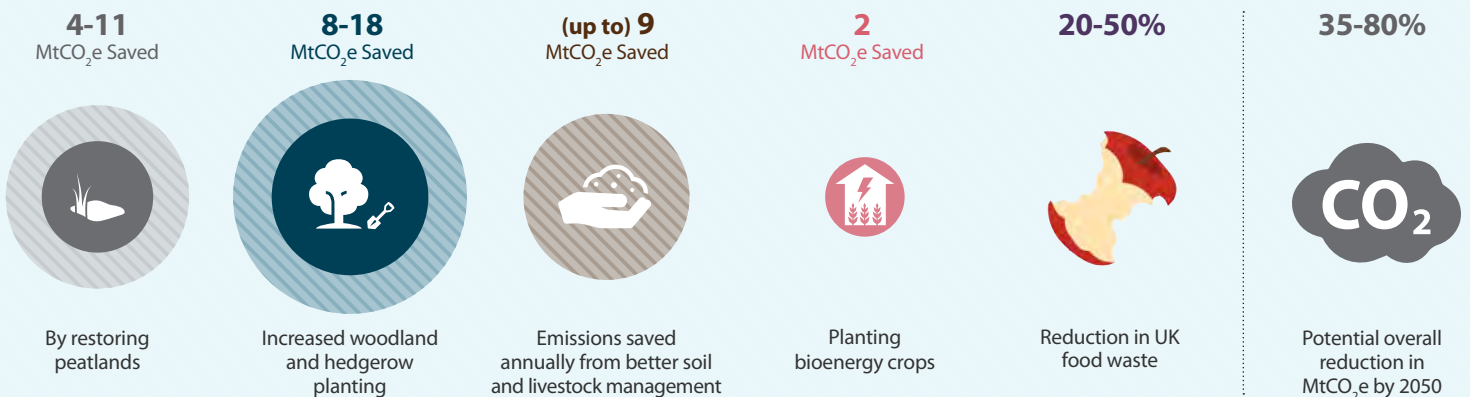 4-11
MtCO₂e Saved
By restoring
peatlands
8-18
MtCO₂e Saved
Increased woodland
and hedgerow
planting
(up to) 9
MtCO₂e Saved
Emissions saved
annually from better soil
and livestock management
2
MtCO₂e Saved
Planting
bioenergy crops
20-50%
Reduction in UK
food waste
35-80%
CO₂
Potential overall
reduction in
MtCO₂e by 2050